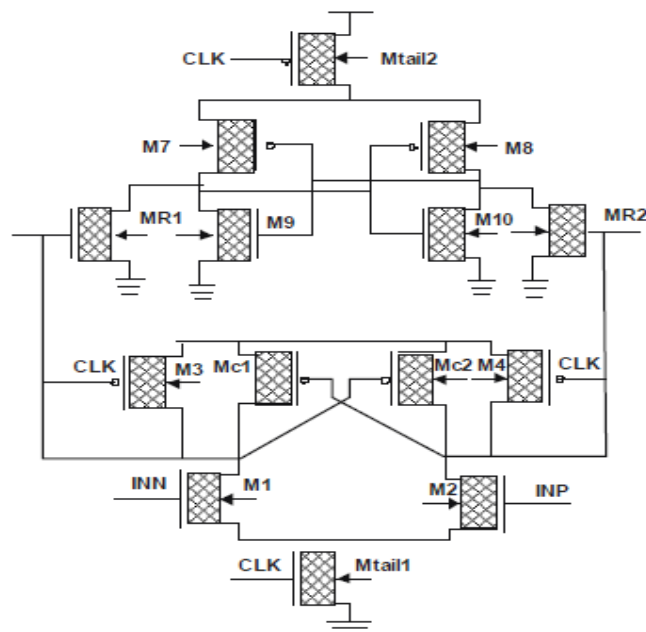 CLK Mtail2
M7 M8
MR1 M9 M10 MR2
CLK M3 Mc1 Mc2 M4 CLK
INN M1 M2 INP
CLK Mtail1